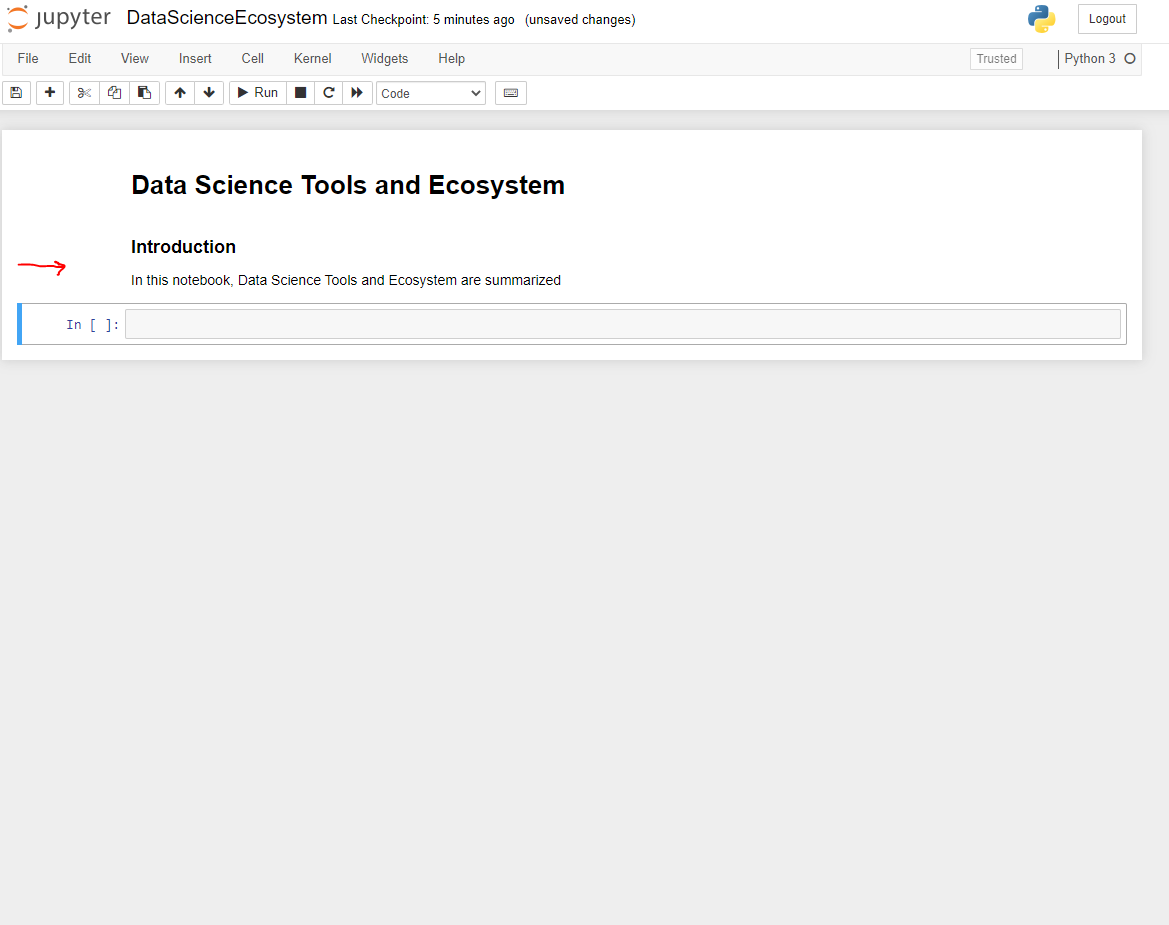 jupyter DataScienceEcosystem Last Checkpoint: 5 minutes ago (unsaved changes) Logout
File Edit View Insert Cell Kernel Widgets Help Trusted Python 3
Run Code
Data Science Tools and Ecosystem
Introduction
In this notebook, Data Science Tools and Ecosystem are summarized
In [ ]: